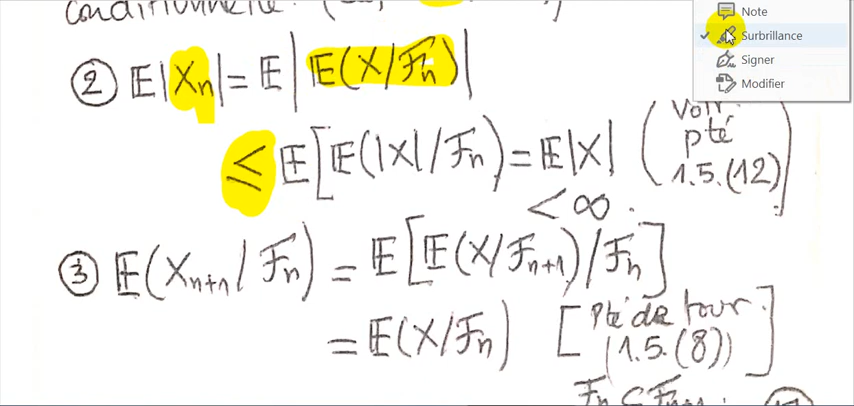 conditionnelle.
Note
Surbrillance
Signer
Modifier
② 𝔼|Xn| = 𝔼|𝔼(X/ℱn)|
≤ 𝔼[𝔼(|X|/ℱn) = 𝔼|X| (Voir pté 1.5.(12))
< ∞.
③ 𝔼(Xn+1/ℱn) = 𝔼[𝔼(X/ℱn+1)/ℱn]
= 𝔼(X/ℱn) [Pté de tour (1.5.(8))]
ℱn ⊂ ℱn+1